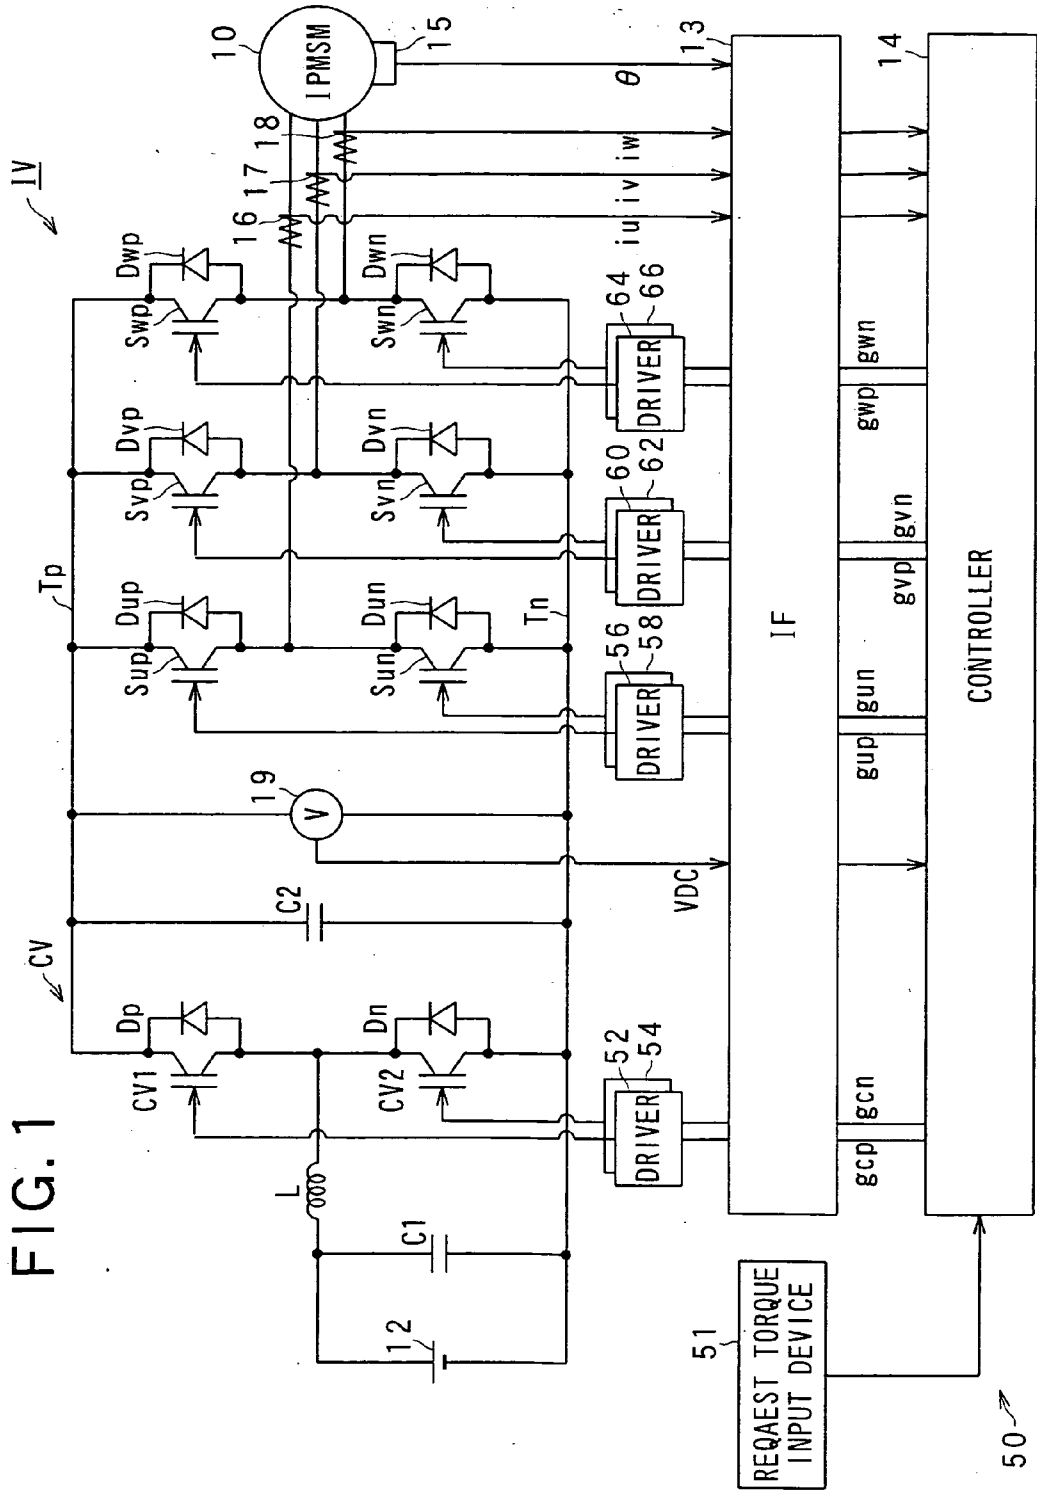 FIG. 1
IV
CV
Tp
10
IPMSM
15
Dp
CV1
Dup
Sup
Dvp
Svp
Dwp
Swp
16
17
18
L
C2
19
V
12
C1
Dn
CV2
Dun
Sun
Dvn
Svn
Dwn
Swn
Tn
52
54
DRIVER
56
58
DRIVER
60
62
DRIVER
64
66
DRIVER
VDC
iu
iv
iw
θ
13
IF
gcp
gcn
gup
gun
gvp
gvn
gwp
gwn
14
CONTROLLER
51
REQAEST TORQUE
INPUT DEVICE
50